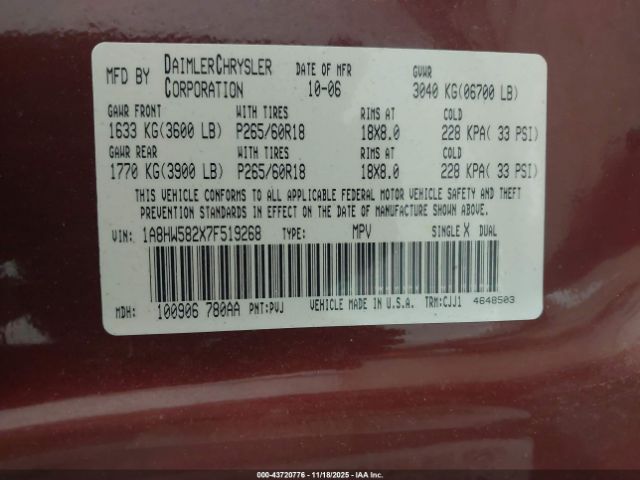 MFD BY DAIMLERCHRYSLER CORPORATION DATE OF MFR 10-06 GVWR 3040 KG(06700 LB)
GAWR FRONT WITH TIRES RIMS AT COLD
1633 KG(3600 LB) P265/60R18 18X8.0 228 KPA( 33 PSI)
GAWR REAR WITH TIRES RIMS AT COLD
1770 KG(3900 LB) P265/60R18 18X8.0 228 KPA( 33 PSI)
THIS VEHICLE CONFORMS TO ALL APPLICABLE FEDERAL MOTOR VEHICLE SAFETY AND THEFT
PREVENTION STANDARDS IN EFFECT ON THE DATE OF MANUFACTURE SHOWN ABOVE.
VIN: 1A8HW582X7F519268 TYPE: MPV SINGLE X DUAL
MDH: 100906 780AA PNT:PVJ VEHICLE MADE IN U.S.A. TRM:CJJ1 4648503
000-43720776 - 11/18/2025 - IAA Inc.